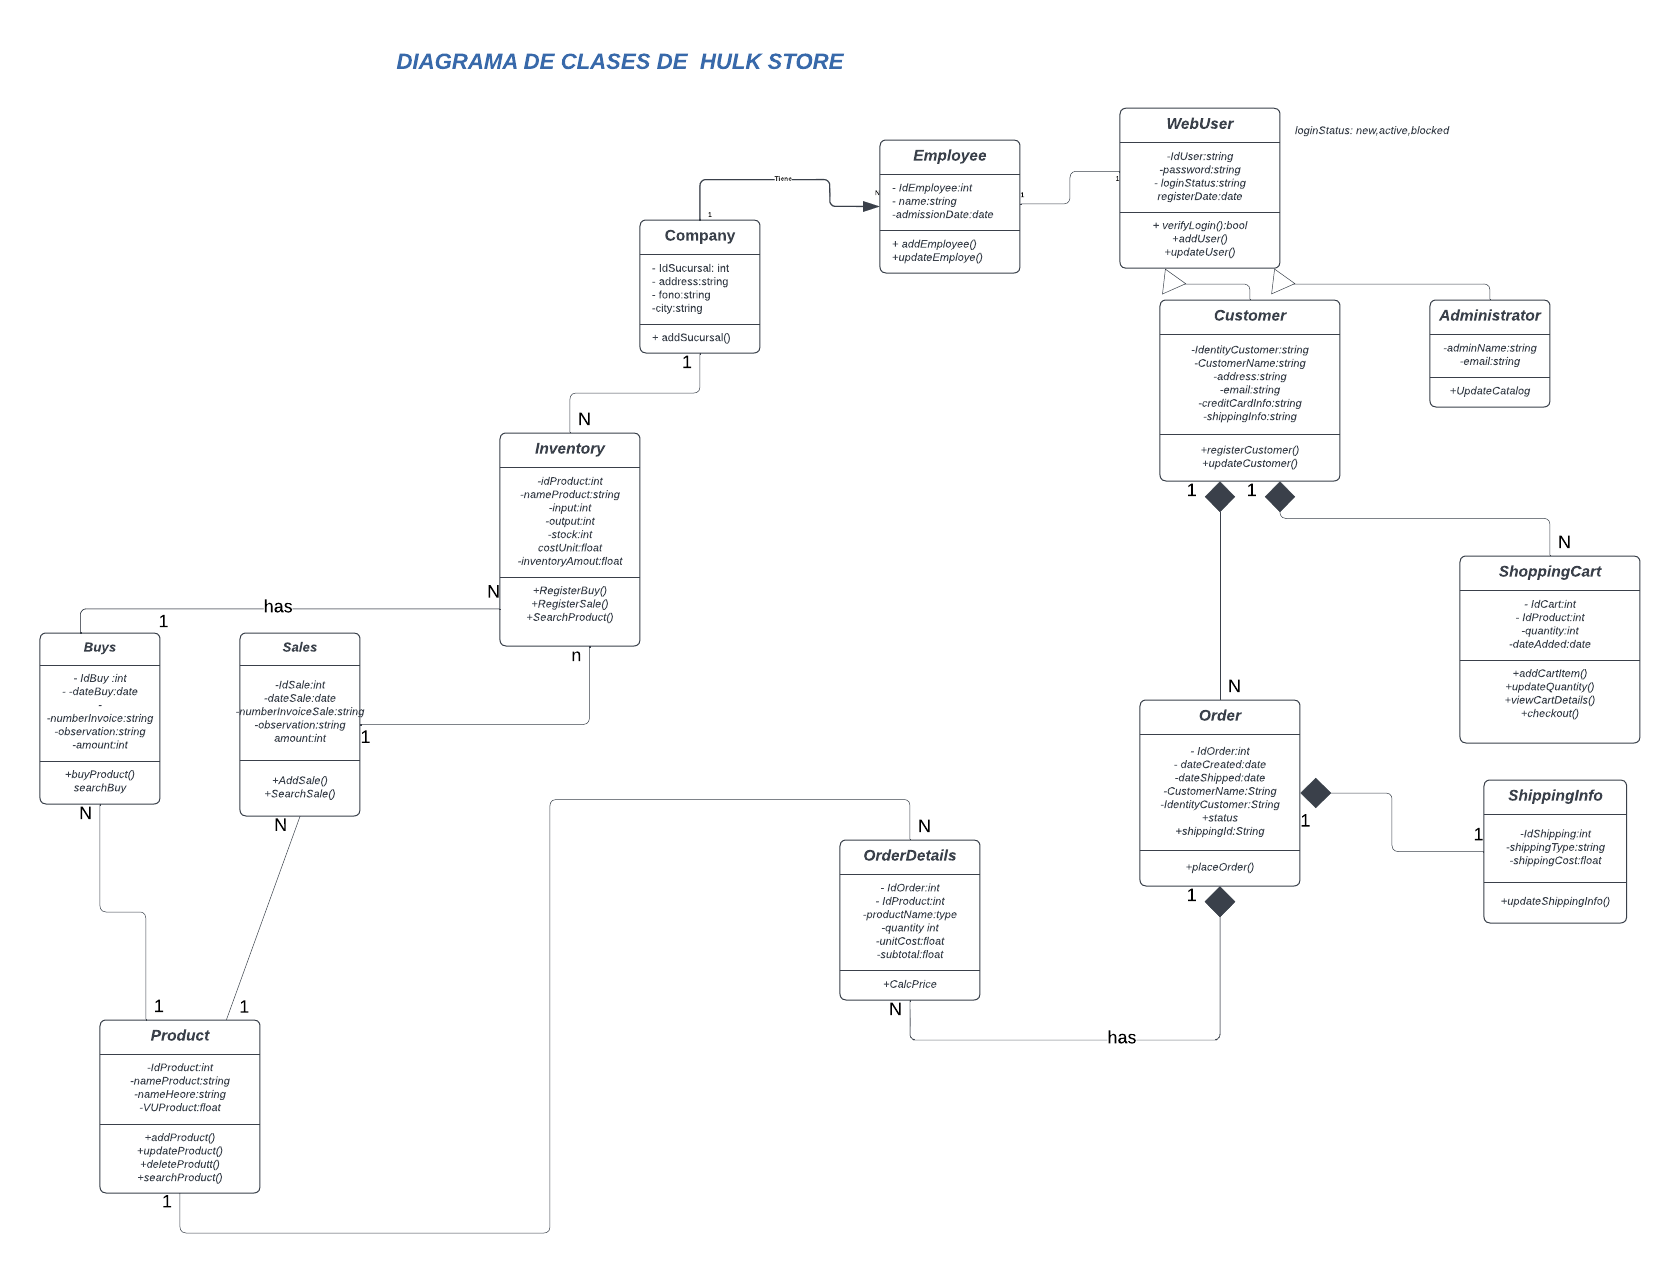 DIAGRAMA DE CLASES DE  HULK STORE
WebUser
-IdUser:string
-password:string
- loginStatus:string
registerDate:date
+ verifyLogin():bool
+addUser()
+updateUser()
loginStatus: new,active,blocked
Employee
- IdEmployee:int
- name:string
-admissionDate:date
+ addEmployee()
+updateEmploye()
Tiene
N
1
1
1
Company
- IdSucursal: int
- address:string
- fono:string
-city:string
+ addSucursal()
1
N
Customer
-IdentityCustomer:string
-CustomerName:string
-address:string
-email:string
-creditCardInfo:string
-shippingInfo:string
+registerCustomer()
+updateCustomer()
1
1
Administrator
-adminName:string
-email:string
+UpdateCatalog
Inventory
-idProduct:int
-nameProduct:string
-input:int
-output:int
-stock:int
costUnit:float
-inventoryAmout:float
+RegisterBuy()
+RegisterSale()
+SearchProduct()
N
has
1
n
N
ShoppingCart
- IdCart:int
- IdProduct:int
-quantity:int
-dateAdded:date
+addCartItem()
+updateQuantity()
+viewCartDetails()
+checkout()
Buys
- IdBuy :int
- -dateBuy:date
-
-numberInvoice:string
-observation:string
-amount:int
+buyProduct()
searchBuy
N
Sales
-IdSale:int
-dateSale:date
-numberInvoiceSale:string
-observation:string
amount:int
+AddSale()
+SearchSale()
1
N
N
Order
- IdOrder:int
- dateCreated:date
-dateShipped:date
-CustomerName:String
-IdentityCustomer:String
+status
+shippingId:String
+placeOrder()
1
1
1
ShippingInfo
-IdShipping:int
-shippingType:string
-shippingCost:float
+updateShippingInfo()
N
OrderDetails
- IdOrder:int
- IdProduct:int
-productName:type
-quantity int
-unitCost:float
-subtotal:float
+CalcPrice
N
has
1
1
Product
-IdProduct:int
-nameProduct:string
-nameHeore:string
-VUProduct:float
+addProduct()
+updateProduct()
+deleteProdutt()
+searchProduct()
1